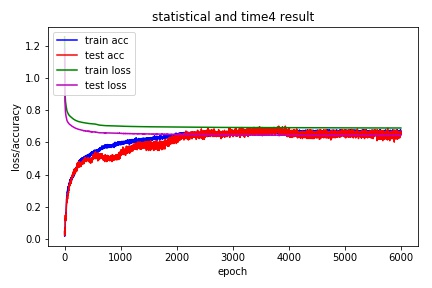 statistical and time4 result
train acc
test acc
train loss
test loss
loss/accuracy
1.2
1.0
0.8
0.6
0.4
0.2
0.0
0
1000
2000
3000
4000
5000
6000
epoch